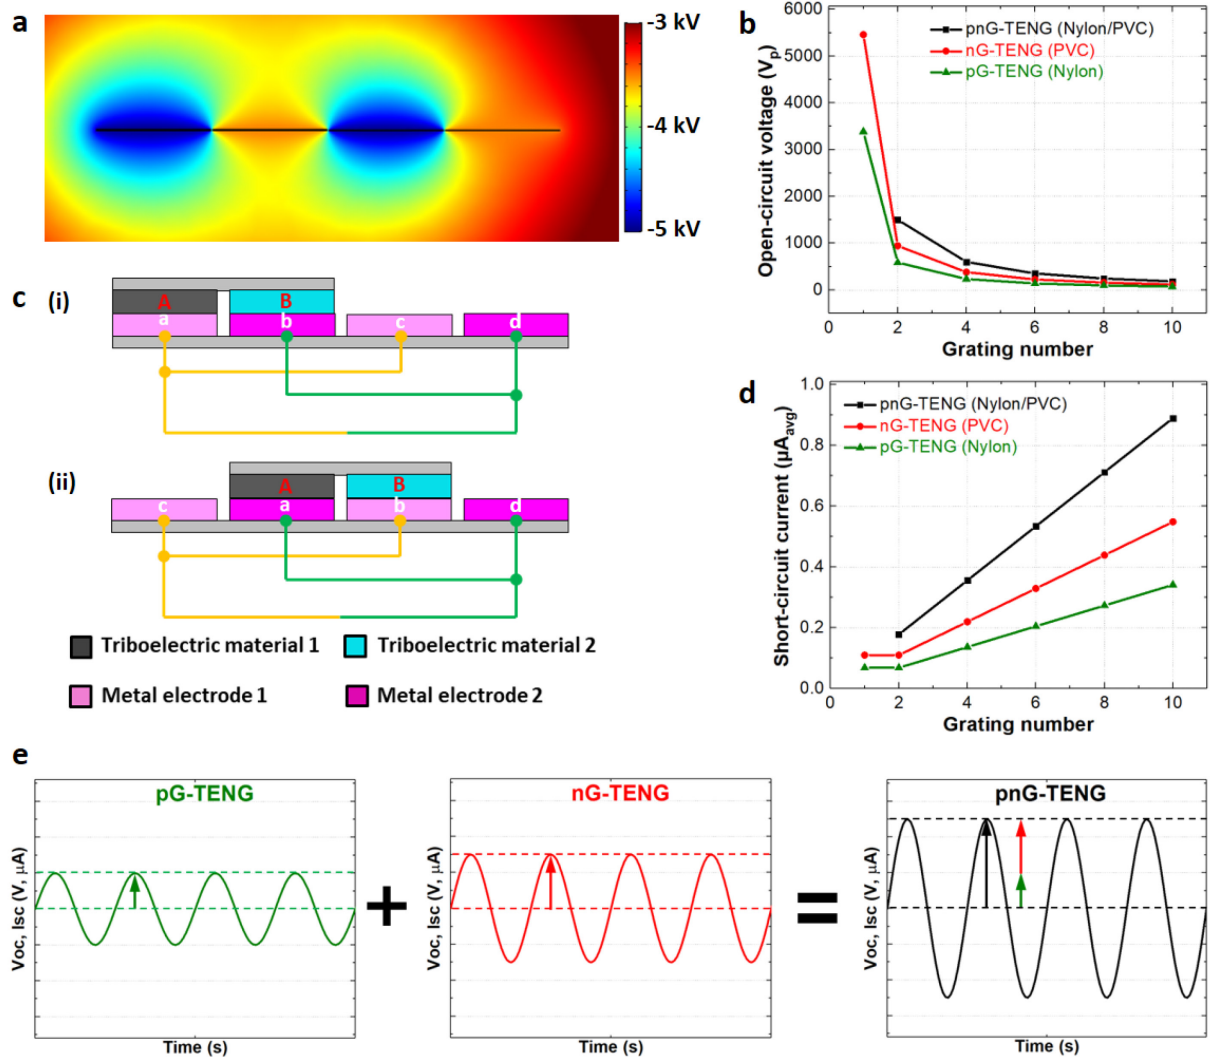 a
-3 kV
-4 kV
-5 kV
b
Open-circuit voltage (Vp)
6000
5000
4000
3000
2000
1000
0
pnG-TENG (Nylon/PVC)
nG-TENG (PVC)
pG-TENG (Nylon)
0 2 4 6 8 10
Grating number
c
(i)
A B
a b c d
(ii)
A B
c a b d
Triboelectric material 1
Triboelectric material 2
Metal electrode 1
Metal electrode 2
d
Short-circuit current (μAavg)
1.0
0.8
0.6
0.4
0.2
0.0
pnG-TENG (Nylon/PVC)
nG-TENG (PVC)
pG-TENG (Nylon)
0 2 4 6 8 10
Grating number
e
pG-TENG
Voc, Isc (V, μA)
Time (s)
+
nG-TENG
Voc, Isc (V, μA)
Time (s)
=
pnG-TENG
Voc, Isc (V, μA)
Time (s)